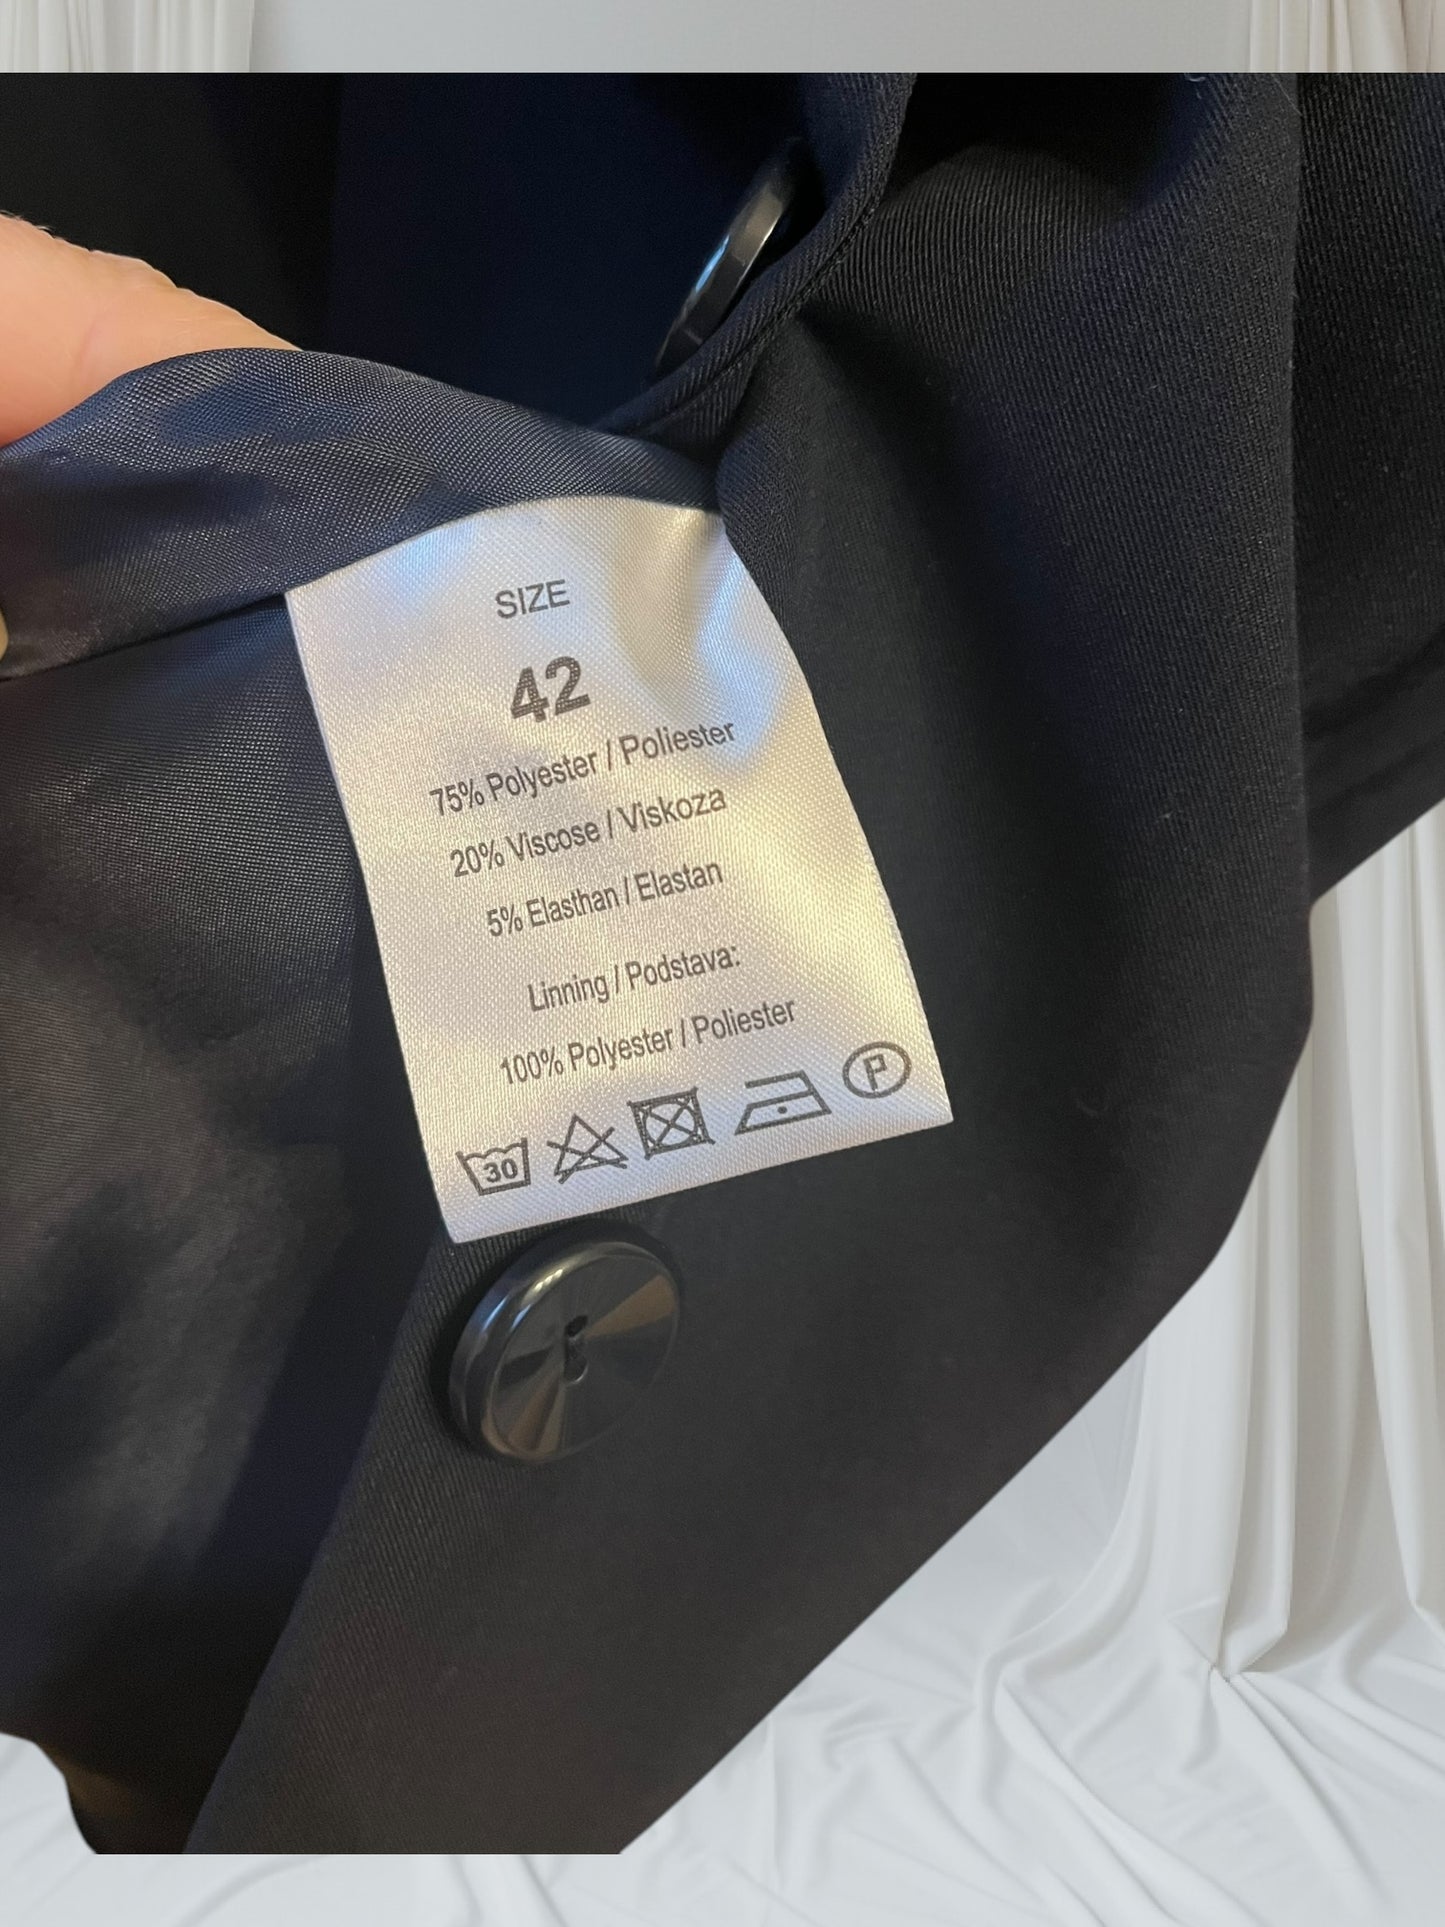 SIZE
42
75% Polyester / Poliester
20% Viscose / Viskoza
5% Elasthan / Elastan
Linning / Podstava:
100% Polyester / Poliester
30
P